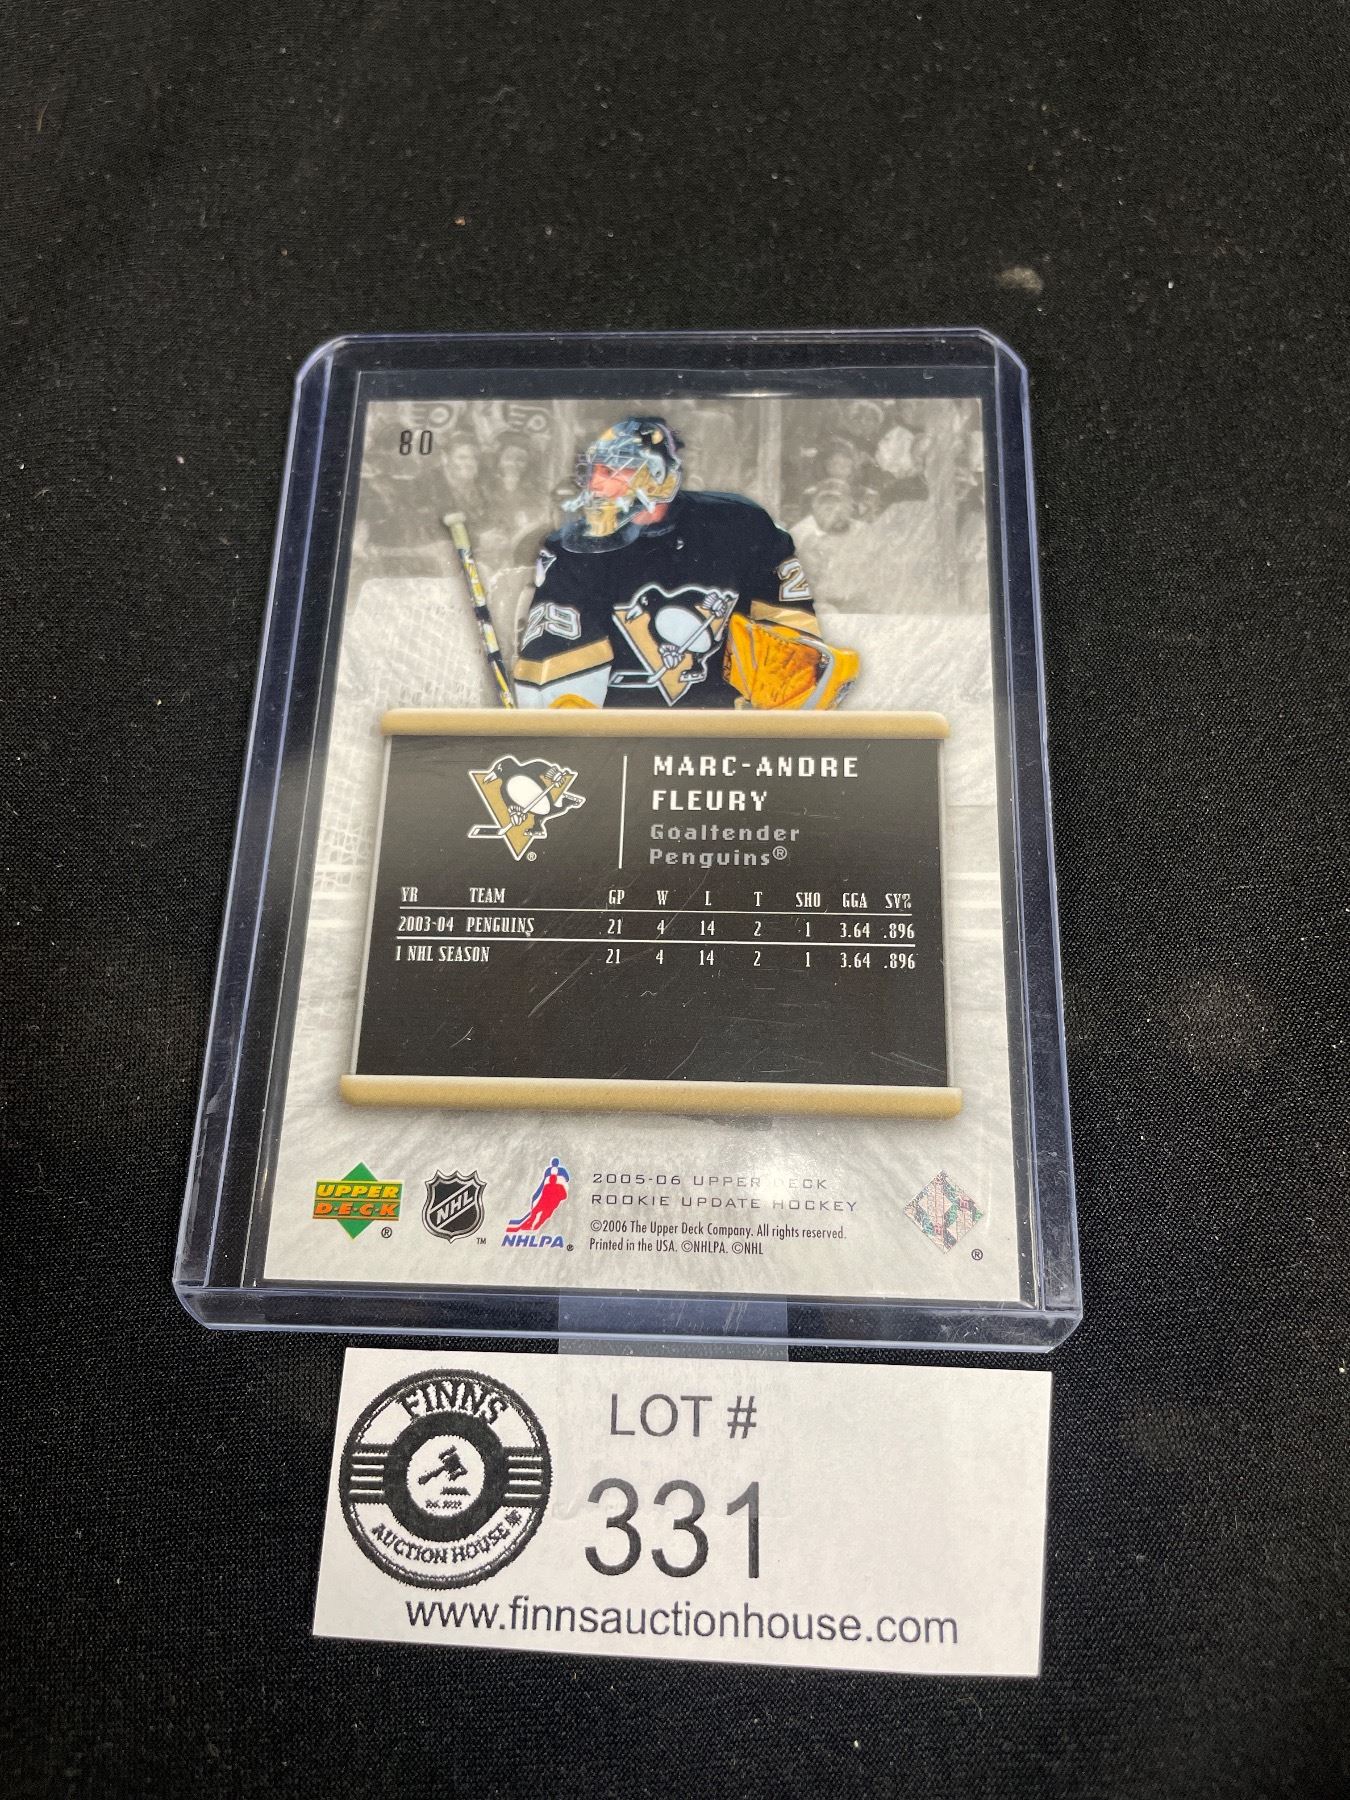 80
29
2
MARC-ANDRE
FLEURY
Goaltender
Penguins®
YR TEAM GP W L T SHO GGA SV%
2003-04 PENGUINS 21 4 14 2 1 3.64 .896
1 NHL SEASON 21 4 14 2 1 3.64 .896
UPPER
D·E·C·K
®
NHL
TM
NHLPA®
2005-06 UPPER DECK
ROOKIE UPDATE HOCKEY
©2006 The Upper Deck Company. All rights reserved.
Printed in the USA. ©NHLPA. ©NHL
®
FINNS
AUCTION HOUSE
LOT #
331
www.finnsauctionhouse.com